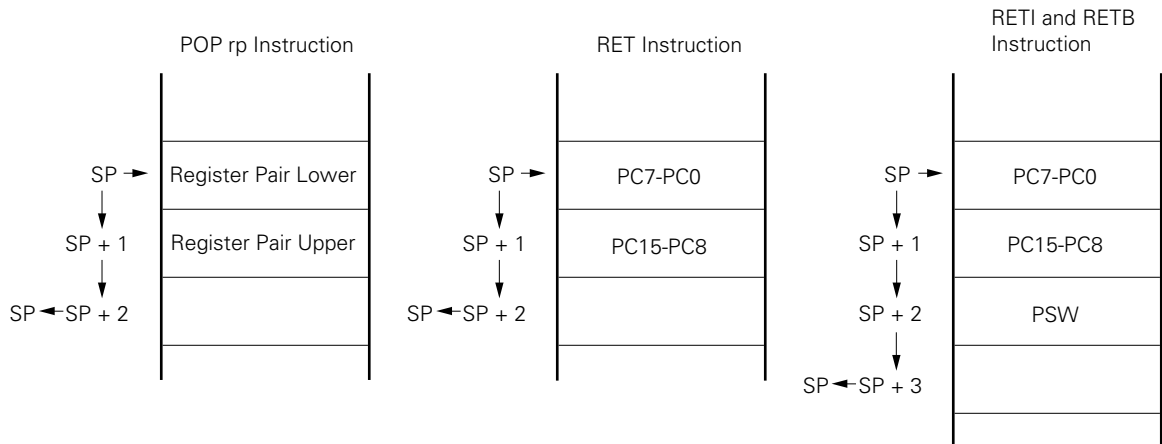 POP rp Instruction
SP
Register Pair Lower
SP + 1
Register Pair Upper
SP
SP + 2
RET Instruction
SP
PC7-PC0
SP + 1
PC15-PC8
SP
SP + 2
RETI and RETB
Instruction
SP
PC7-PC0
SP + 1
PC15-PC8
SP + 2
PSW
SP
SP + 3